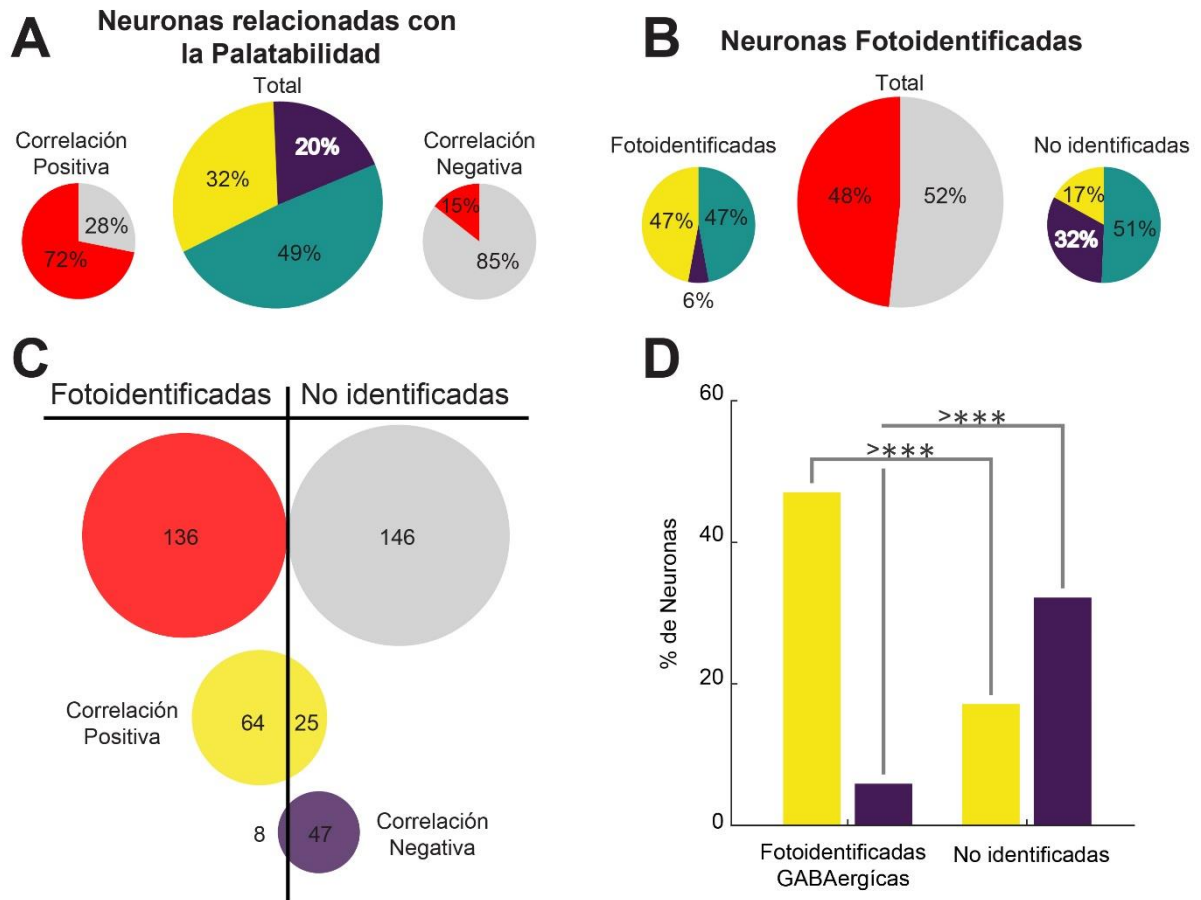 A
Neuronas relacionadas con
la Palatabilidad
Total
Correlación
Positiva
Correlación
Negativa
32%
20%
49%
28%
72%
15%
85%
B
Neuronas Fotoidentificadas
Total
Fotoidentificadas
No identificadas
48%
52%
47%
47%
6%
17%
32%
51%
C
Fotoidentificadas
No identificadas
136
146
Correlación
Positiva
64
25
8
47
Correlación
Negativa
D
% de Neuronas
60
40
20
0
>***
>***
Fotoidentificadas
GABAergícas
No identificadas